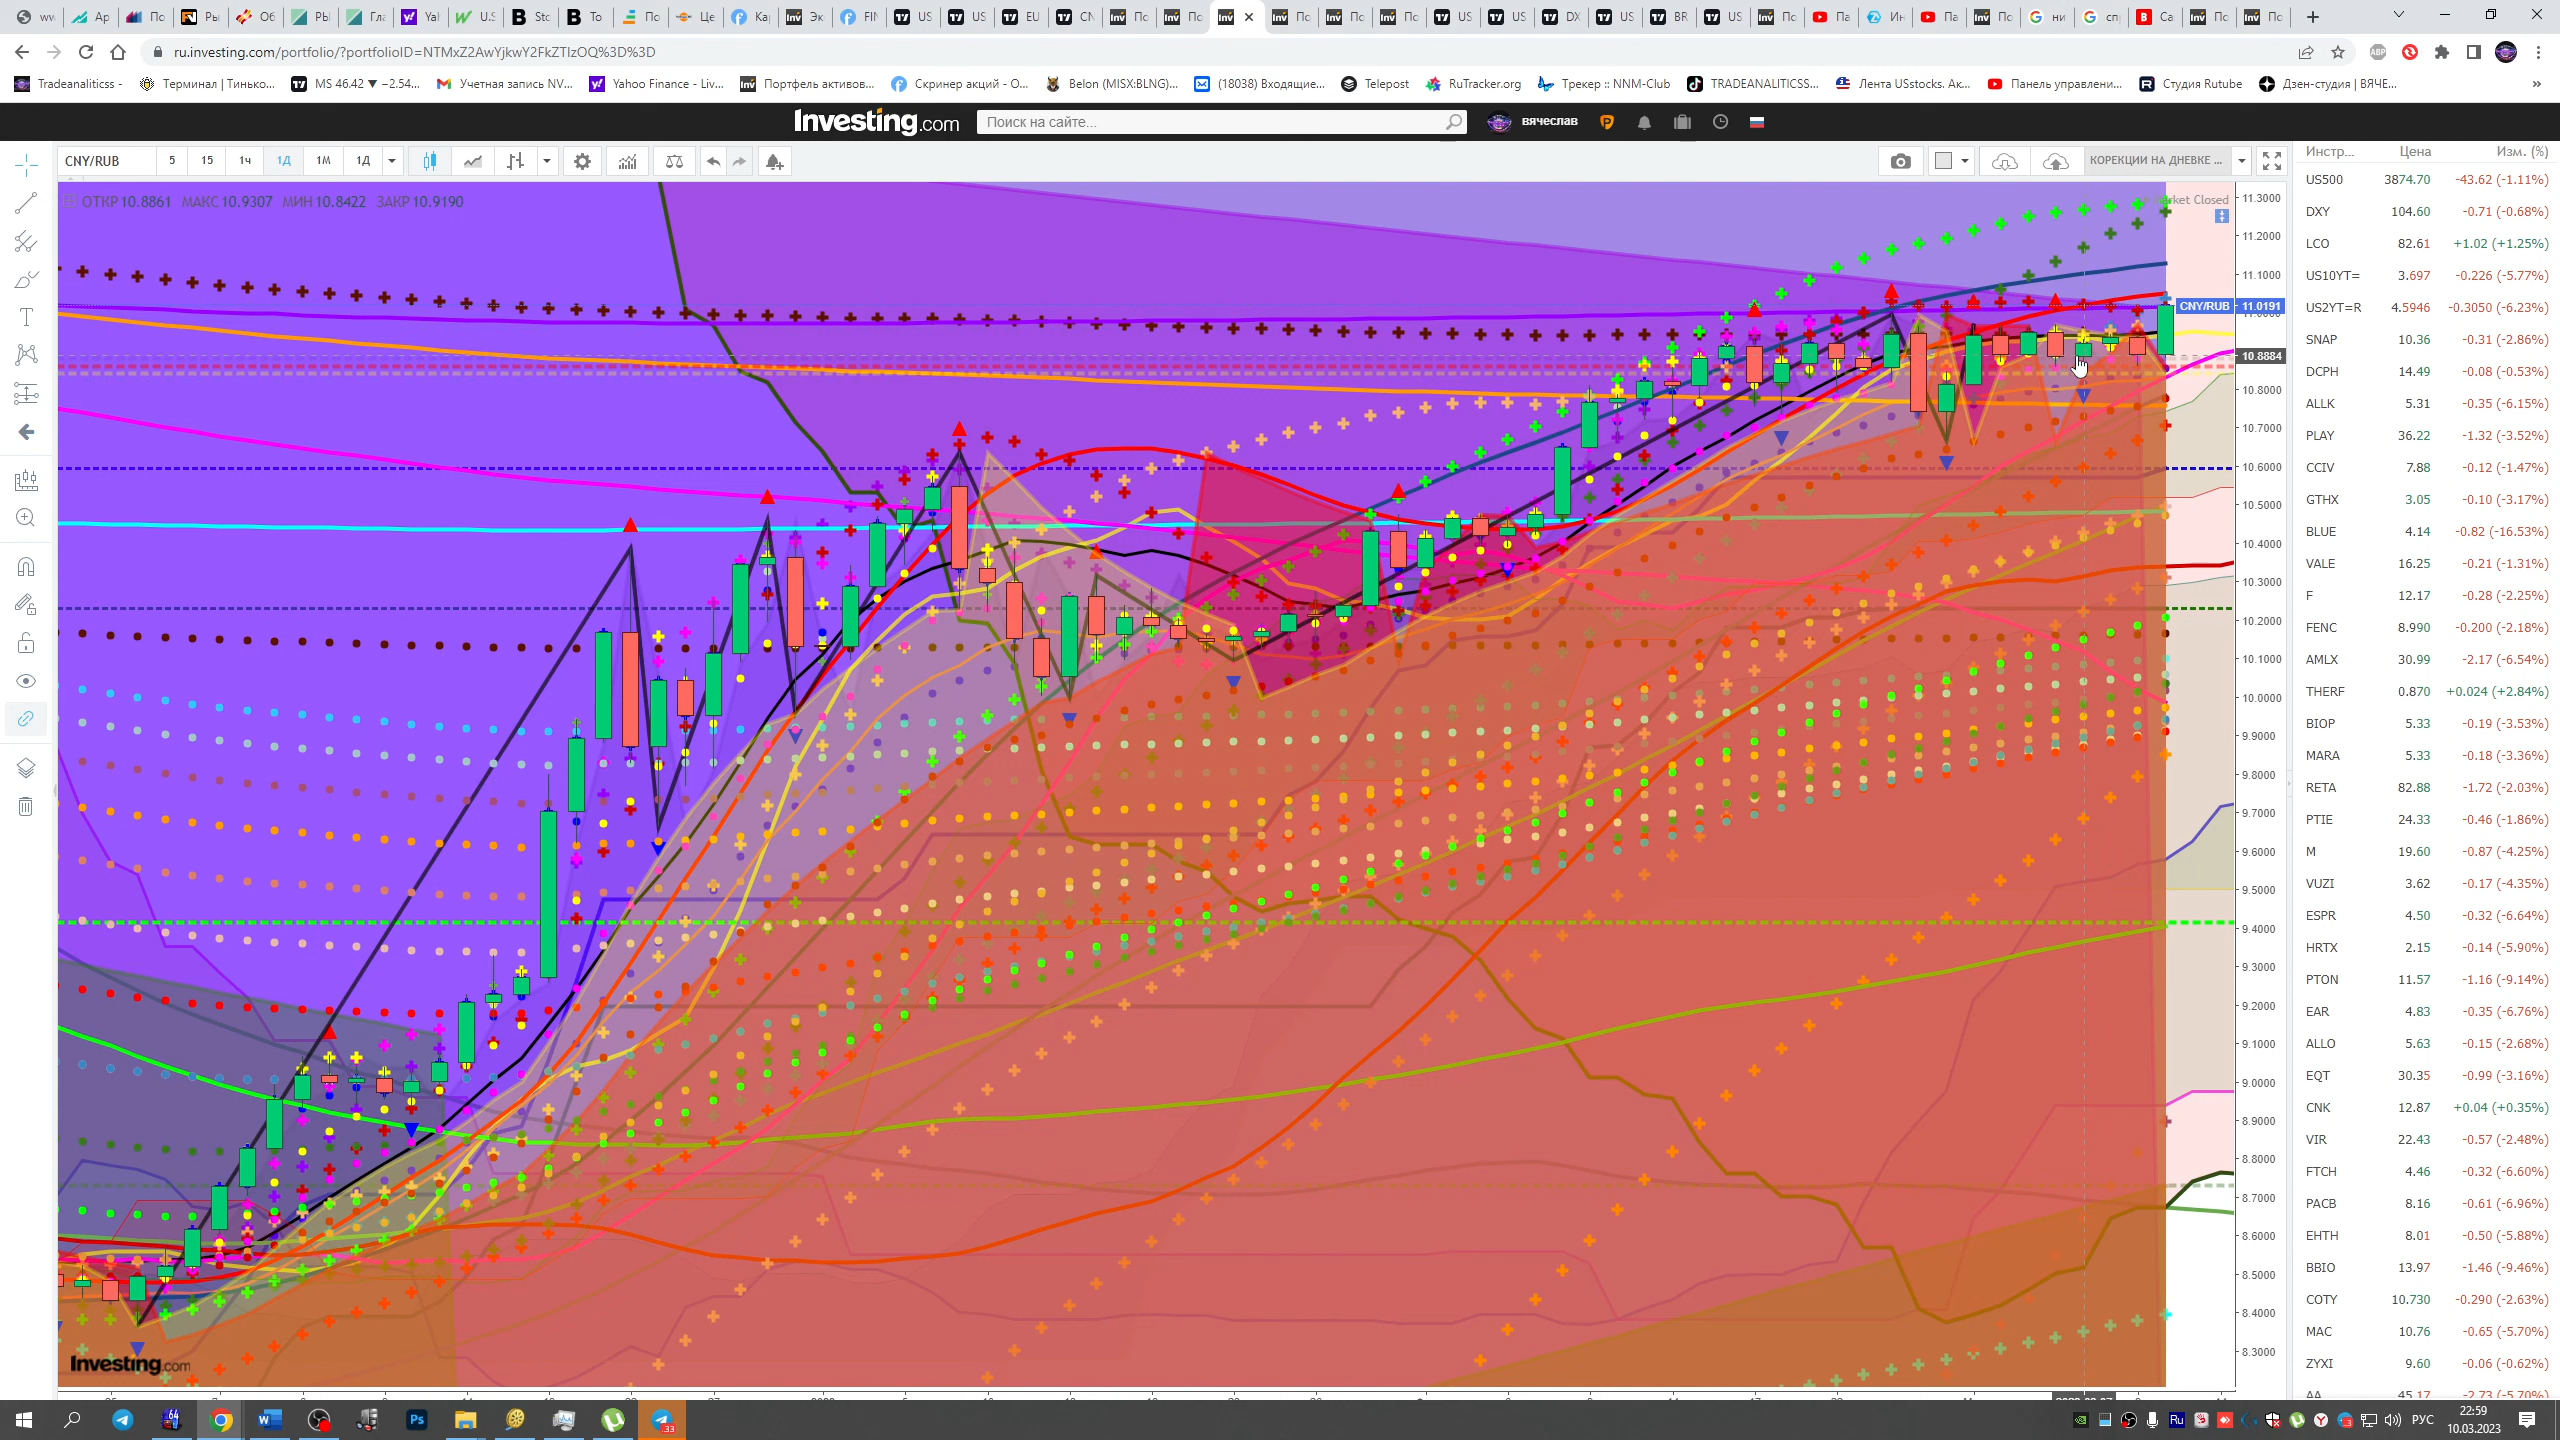 ru.investing.com/portfolio/?portfolioID=NTMxZ2AwYjkwY2FkZTIzOQ%3D%3D
Tradeanaliticss -
Терминал | Тинько...
MS 46.42 ▼ −2.54...
Учетная запись NV...
Yahoo Finance - Liv...
Портфель активов...
Скринер акций - O...
Belon (MISX:BLNG)...
(18038) Входящие...
Telepost
RuTracker.org
Трекер :: NNM-Club
TRADEANALITICSS...
Лента USstocks. Ак...
Панель управлени...
Студия Rutube
Дзен-студия | ВЯЧЕ...
Investing.com
Поиск на сайте...
вячеслав
CNY/RUB
5
15
1ч
1Д
1М
1Д
КОРЕКЦИИ НА ДНЕВКЕ ...
ОТКР 10.8861 МАКС 10.9307 МИН 10.8422 ЗАКР 10.9190
rket Closed
11.3000
11.2000
11.1000
CNY/RUB 11.0191
10.8884
10.8000
10.7000
10.6000
10.5000
10.4000
10.3000
10.2000
10.1000
10.0000
9.9000
9.8000
9.7000
9.6000
9.5000
9.4000
9.3000
9.2000
9.1000
9.0000
8.9000
8.8000
8.7000
8.6000
8.5000
8.4000
8.3000
Investing.com
Инстр... Цена Изм. (%)
US500 3874.70 -43.62 (-1.11%)
DXY 104.60 -0.71 (-0.68%)
LCO 82.61 +1.02 (+1.25%)
US10YT= 3.697 -0.226 (-5.77%)
US2YT=R 4.5946 -0.3050 (-6.23%)
SNAP 10.36 -0.31 (-2.86%)
DCPH 14.49 -0.08 (-0.53%)
ALLK 5.31 -0.35 (-6.15%)
PLAY 36.22 -1.32 (-3.52%)
CCIV 7.88 -0.12 (-1.47%)
GTHX 3.05 -0.10 (-3.17%)
BLUE 4.14 -0.82 (-16.53%)
VALE 16.25 -0.21 (-1.31%)
F 12.17 -0.28 (-2.25%)
FENC 8.990 -0.200 (-2.18%)
AMLX 30.99 -2.17 (-6.54%)
THERF 0.870 +0.024 (+2.84%)
BIOP 5.33 -0.19 (-3.53%)
MARA 5.33 -0.18 (-3.36%)
RETA 82.88 -1.72 (-2.03%)
PTIE 24.33 -0.46 (-1.86%)
M 19.60 -0.87 (-4.25%)
VUZI 3.62 -0.17 (-4.35%)
ESPR 4.50 -0.32 (-6.64%)
HRTX 2.15 -0.14 (-5.90%)
PTON 11.57 -1.16 (-9.14%)
EAR 4.83 -0.35 (-6.76%)
ALLO 5.63 -0.15 (-2.68%)
EQT 30.35 -0.99 (-3.16%)
CNK 12.87 +0.04 (+0.35%)
VIR 22.43 -0.57 (-2.48%)
FTCH 4.46 -0.32 (-6.60%)
PACB 8.16 -0.61 (-6.96%)
EHTH 8.01 -0.50 (-5.88%)
BBIO 13.97 -1.46 (-9.46%)
COTY 10.730 -0.290 (-2.63%)
MAC 10.76 -0.65 (-5.70%)
ZYXI 9.60 -0.06 (-0.62%)
РУС
22:59
10.03.2023